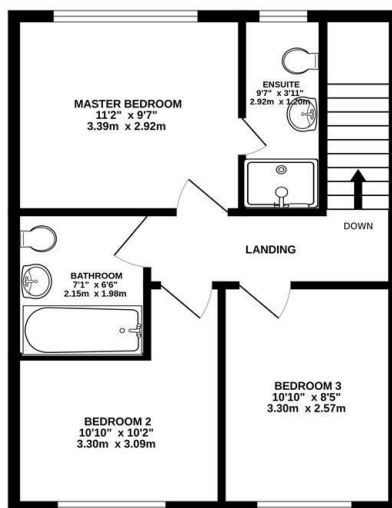 MASTER BEDROOM
11'2" x 9'7"
3.39m x 2.92m
ENSUITE
9'7" x 3'11"
2.92m x 1.20m
DOWN
LANDING
BATHROOM
7'1" x 6'6"
2.15m x 1.98m
BEDROOM 2
10'10" x 10'2"
3.30m x 3.09m
BEDROOM 3
10'10" x 8'5"
3.30m x 2.57m